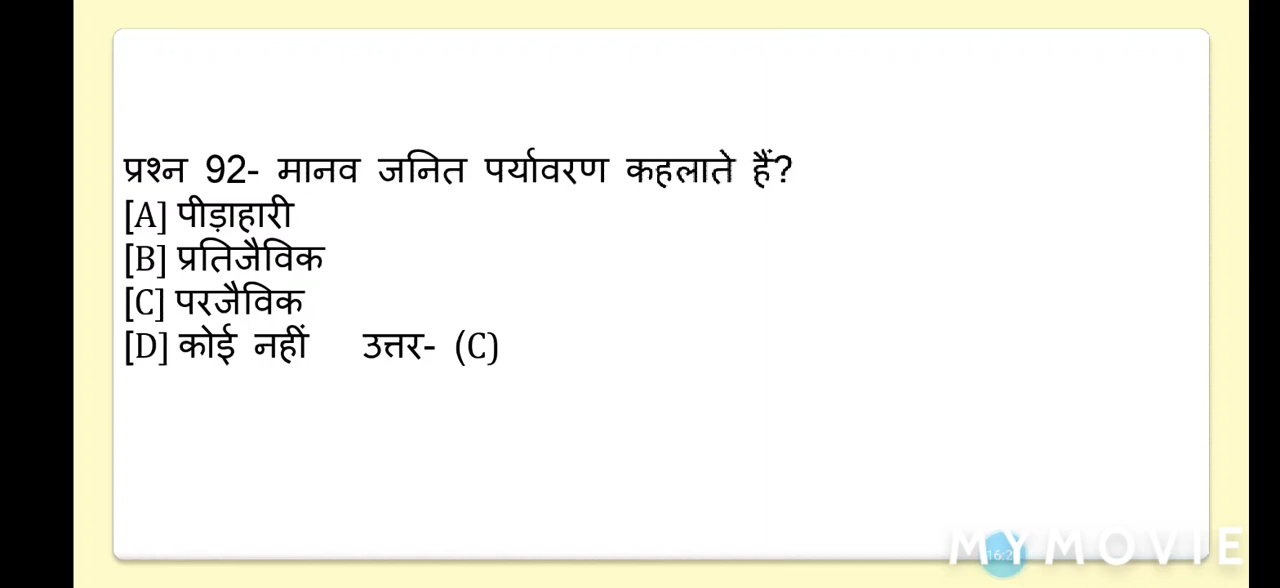 प्रश्न 92- मानव जनित पर्यावरण कहलाते हैं?
[A] पीड़ाहारी
[B] प्रतिजैविक
[C] परजैविक
[D] कोई नहीं उत्तर- (C)
MYMOVIE